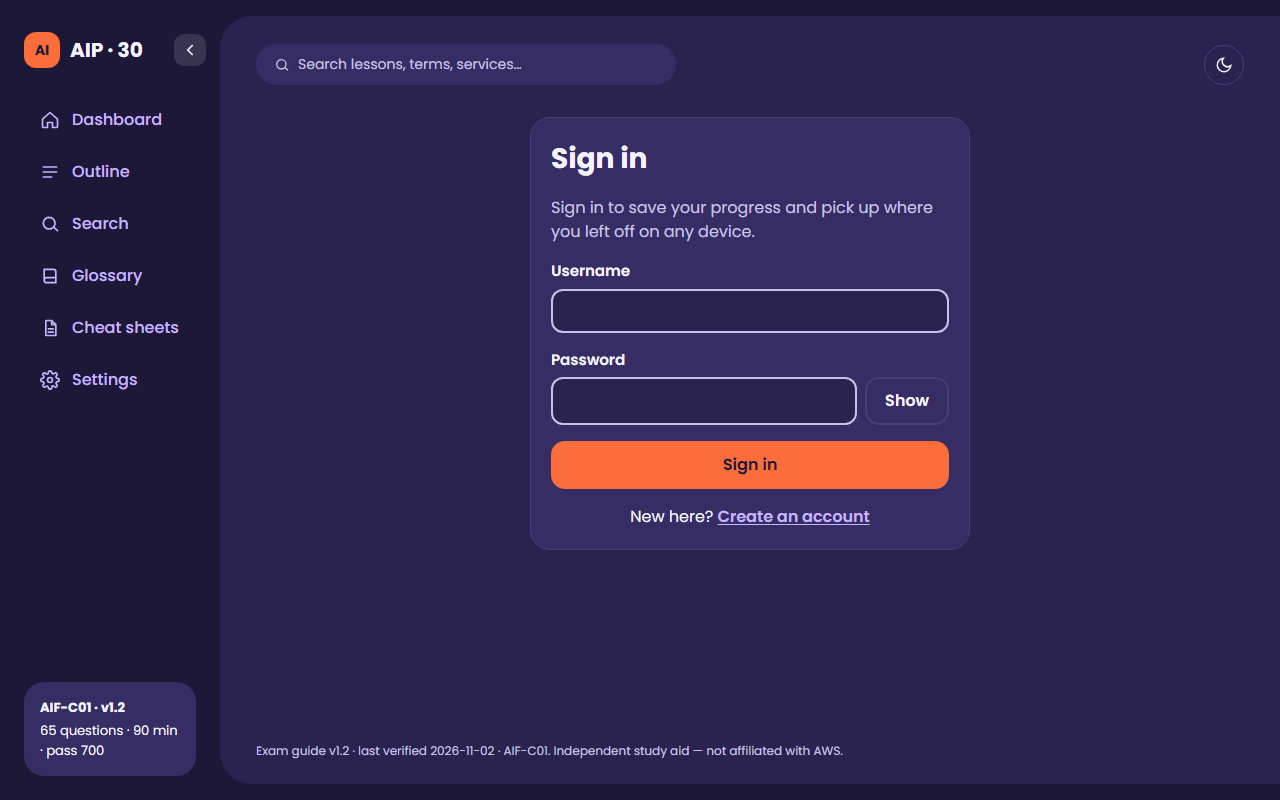 AI
AIP · 30
Dashboard
Outline
Search
Glossary
Cheat sheets
Settings
AIF-C01 · v1.2
65 questions · 90 min
· pass 700
Search lessons, terms, services…
Sign in
Sign in to save your progress and pick up where
you left off on any device.
Username
Password
Show
Sign in
New here? Create an account
Exam guide v1.2 · last verified 2026-11-02 · AIF-C01. Independent study aid — not affiliated with AWS.